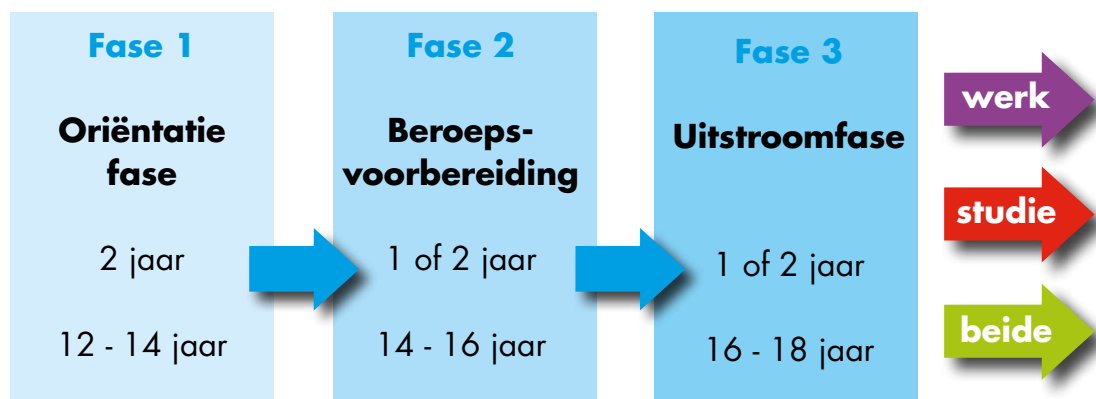 Fase 1
Oriëntatie
fase
2 jaar
12 - 14 jaar
Fase 2
Beroeps-
voorbereiding
1 of 2 jaar
14 - 16 jaar
Fase 3
Uitstroomfase
1 of 2 jaar
16 - 18 jaar
werk
studie
beide